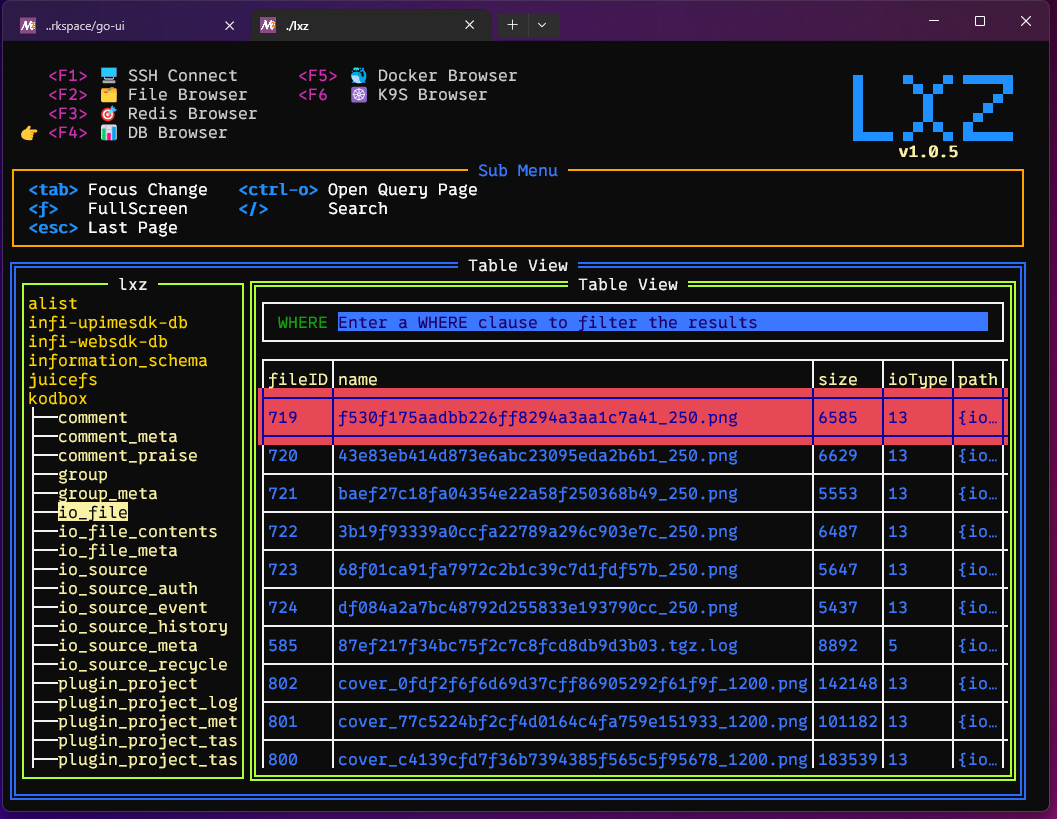 ..rkspace/go-ui
./lxz
<F1> SSH Connect <F5> Docker Browser
<F2> File Browser <F6 K9S Browser
<F3> Redis Browser
<F4> DB Browser
LXZ
v1.0.5
Sub Menu
<tab> Focus Change <ctrl-o> Open Query Page
<f> FullScreen </> Search
<esc> Last Page
Table View
lxz
alist
infi-upimesdk-db
infi-websdk-db
information_schema
juicefs
kodbox
comment
comment_meta
comment_praise
group
group_meta
io_file
io_file_contents
io_file_meta
io_source
io_source_auth
io_source_event
io_source_history
io_source_meta
io_source_recycle
plugin_project
plugin_project_log
plugin_project_met
plugin_project_tas
plugin_project_tas
Table View
WHERE Enter a WHERE clause to filter the results
fileID name size ioType path
719 f530f175aadbb226ff8294a3aa1c7a41_250.png 6585 13 {io…
720 43e83eb414d873e6abc23095eda2b6b1_250.png 6629 13 {io…
721 baef27c18fa04354e22a58f250368b49_250.png 5553 13 {io…
722 3b19f93339a0ccfa22789a296c903e7c_250.png 6487 13 {io…
723 68f01ca91fa7972c2b1c39c7d1fdf57b_250.png 5647 13 {io…
724 df084a2a7bc48792d255833e193790cc_250.png 5437 13 {io…
585 87ef217f34bc75f2c7c8fcd8db9d3b03.tgz.log 8892 5 {io…
802 cover_0fdf2f6f6d69d37cff86905292f61f9f_1200.png 142148 13 {io…
801 cover_77c5224bf2cf4d0164c4fa759e151933_1200.png 101182 13 {io…
800 cover_c4139cfd7f36b7394385f565c5f95678_1200.png 183539 13 {io…